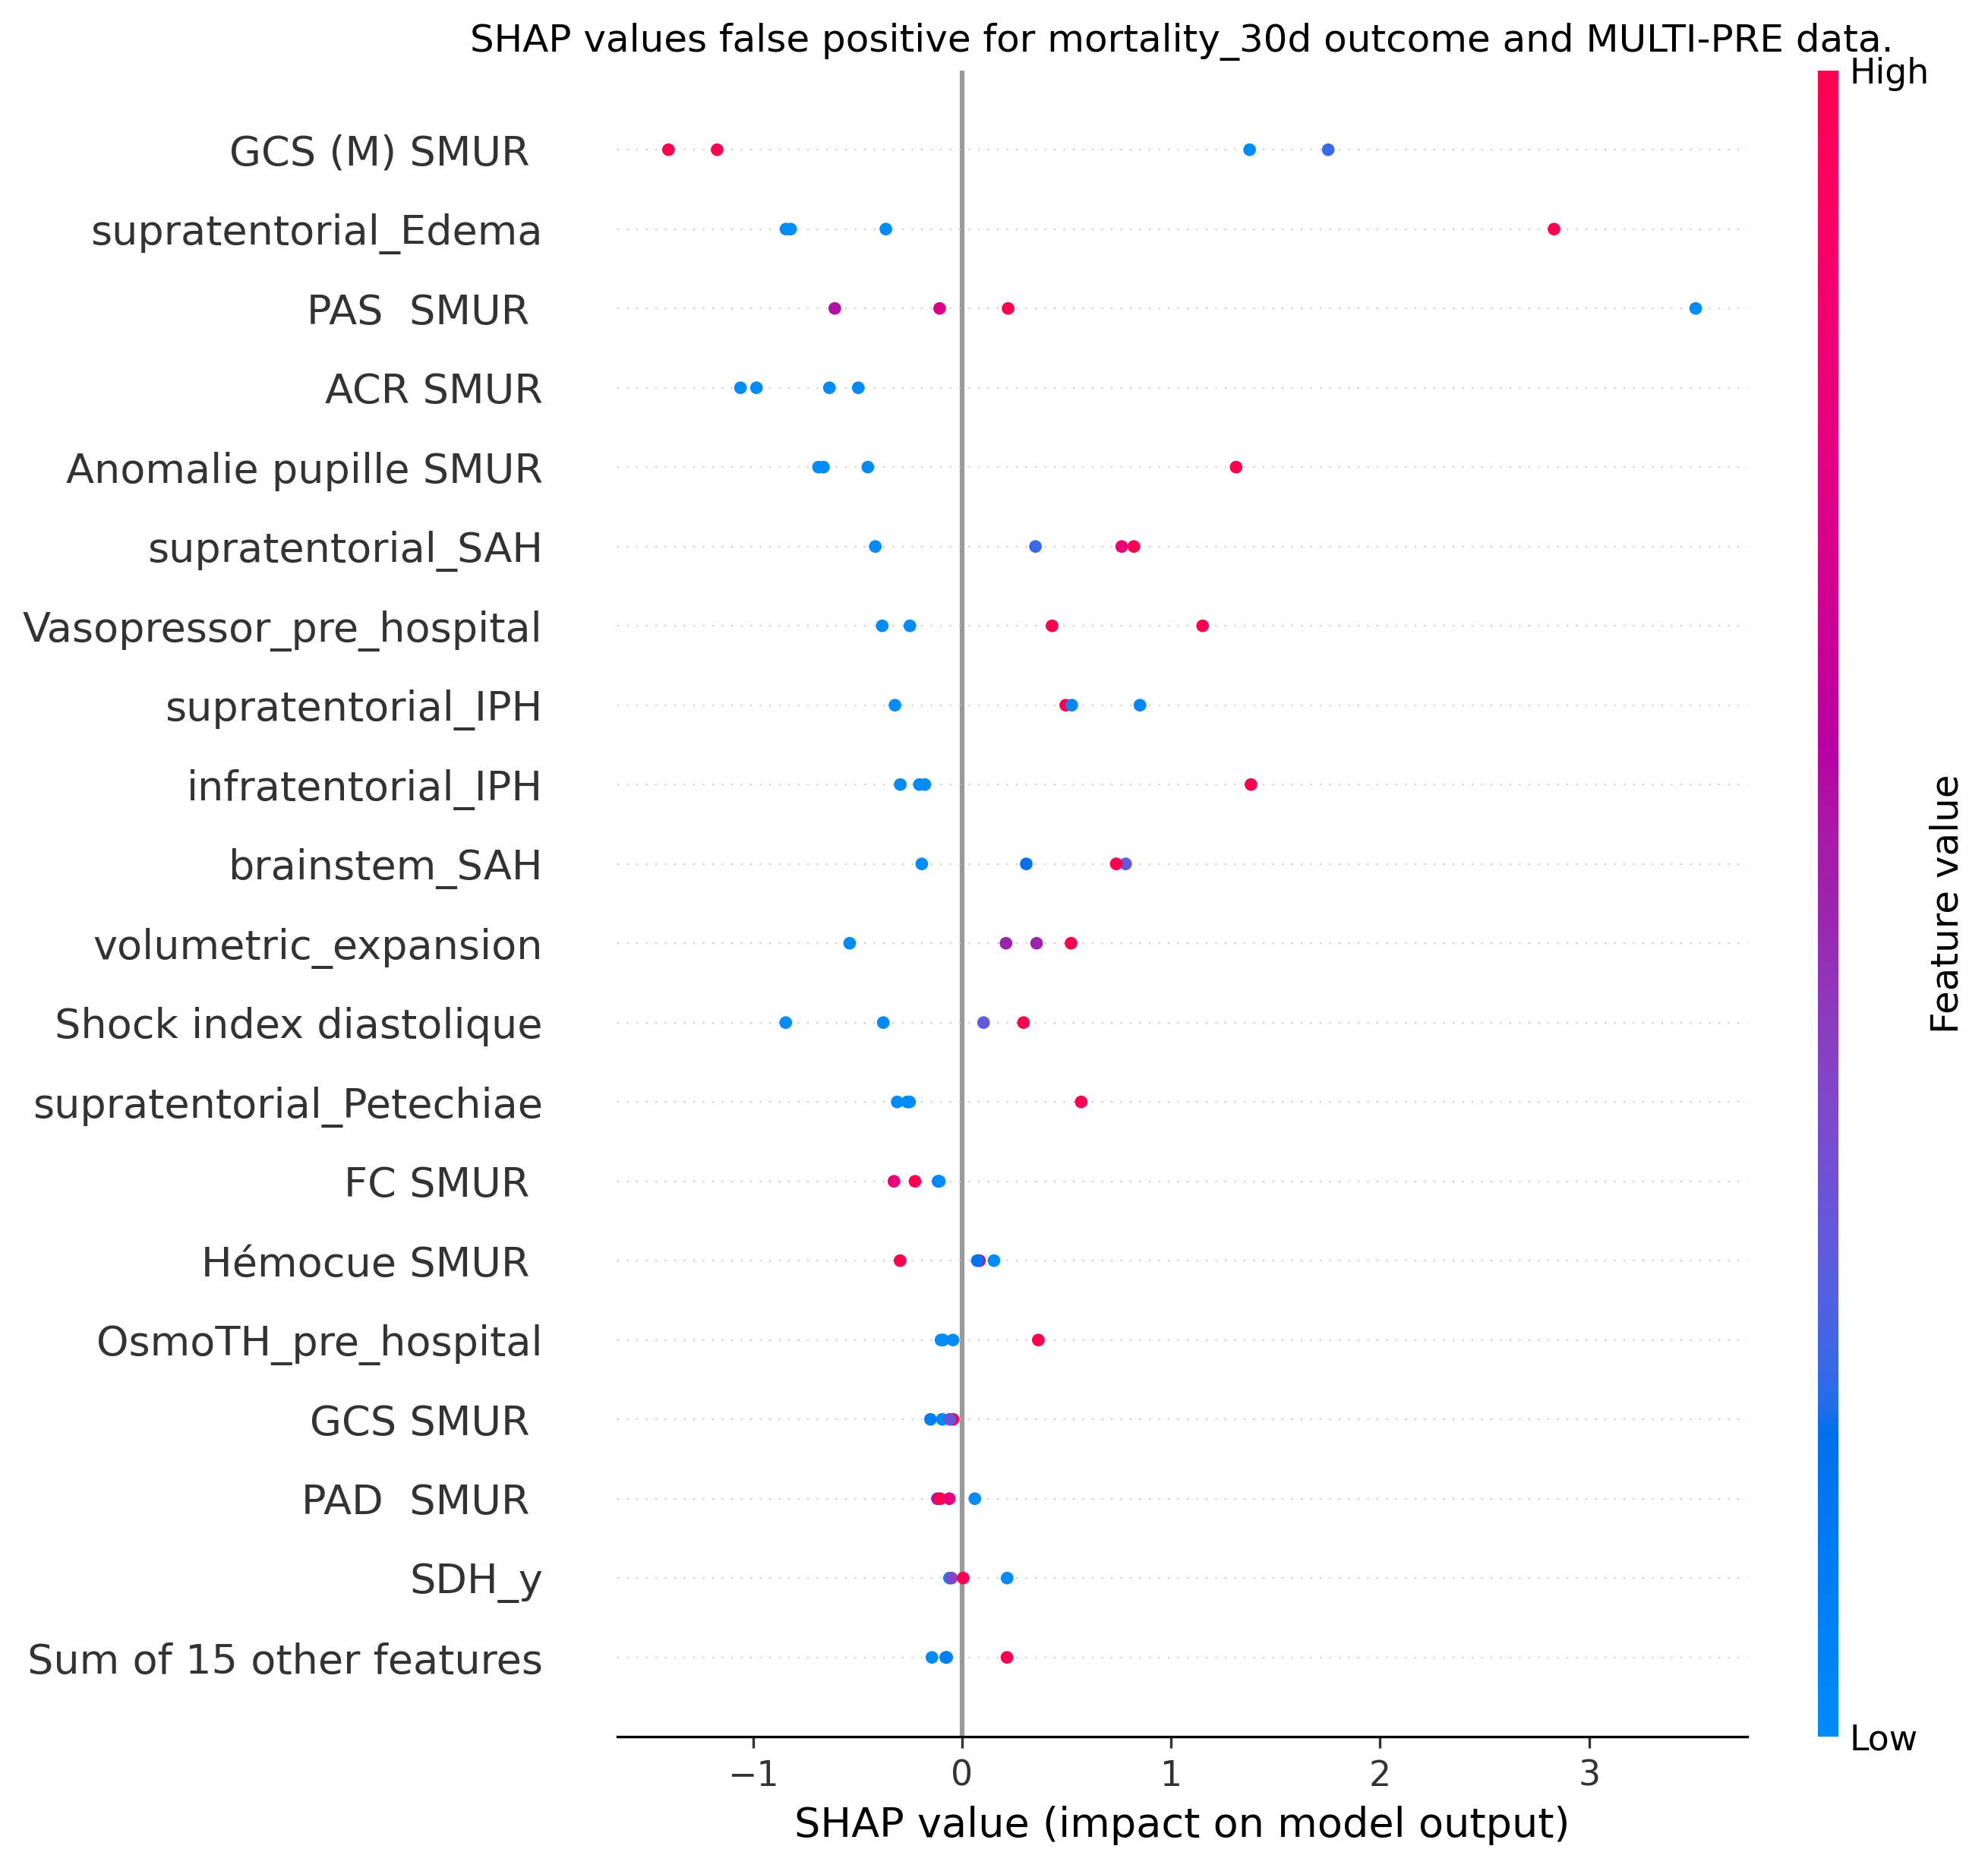 SHAP values false positive for mortality_30d outcome and MULTI-PRE data.
High
GCS (M) SMUR
supratentorial_Edema
PAS  SMUR
ACR SMUR
Anomalie pupille SMUR
supratentorial_SAH
Vasopressor_pre_hospital
supratentorial_IPH
infratentorial_IPH
brainstem_SAH
volumetric_expansion
Shock index diastolique
supratentorial_Petechiae
FC SMUR
Hémocue SMUR
OsmoTH_pre_hospital
GCS SMUR
PAD  SMUR
SDH_y
Sum of 15 other features
Feature value
Low
−1 0 1 2 3
SHAP value (impact on model output)